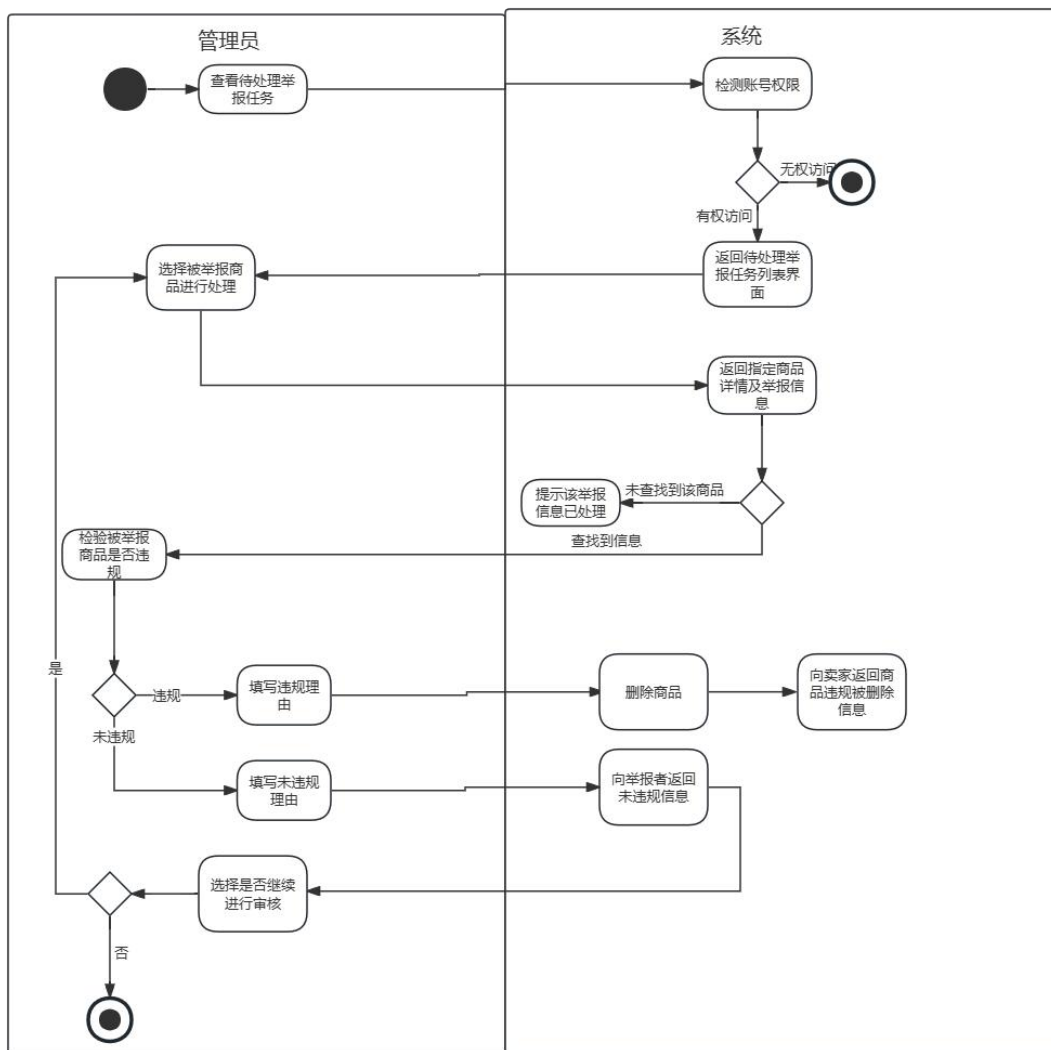 管理员
系统
查看待处理举
报任务
检测账号权限
无权访问
有权访问
选择被举报商
品进行处理
返回待处理举
报任务列表界
面
返回指定商品
详情及举报信
息
提示该举报
信息已处理
未查找到该商品
查找到信息
检验被举报
商品是否违
规
是
违规
填写违规理
由
删除商品
向卖家返回商
品违规被删除
信息
未违规
填写未违规
理由
向举报者返回
未违规信息
选择是否继续
进行审核
否